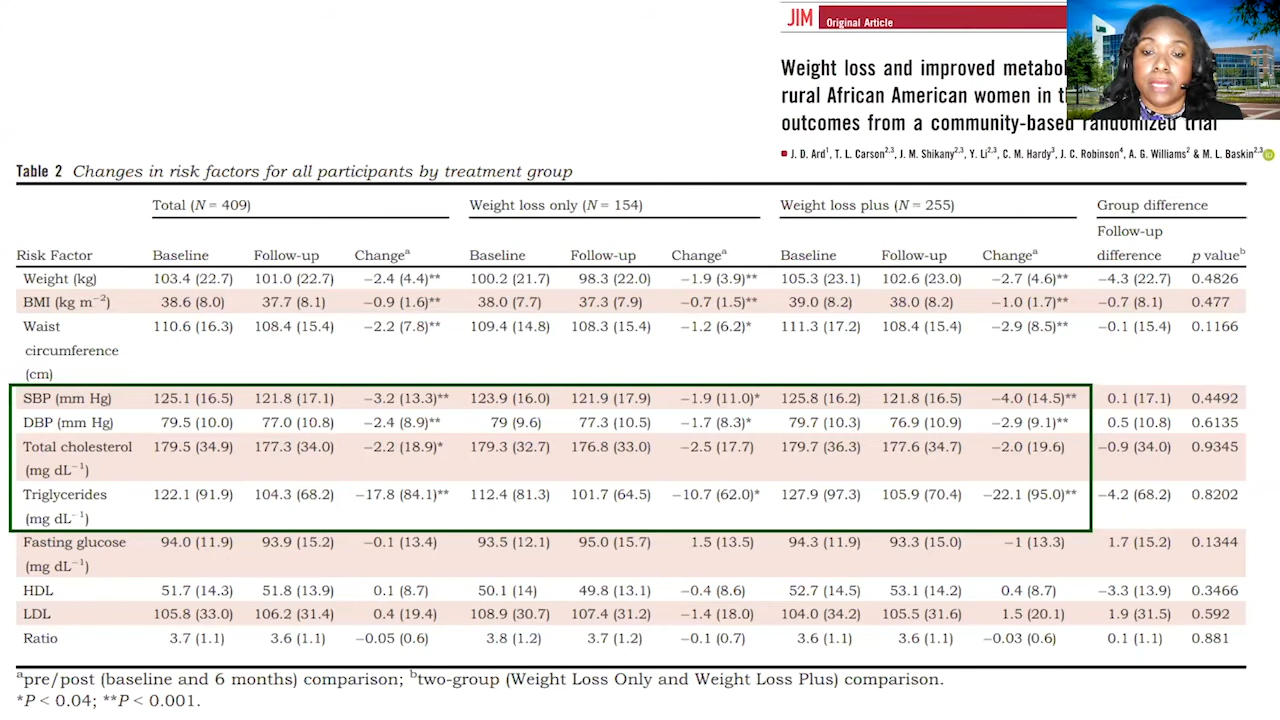 JIM Original Article
Weight loss and improved metabol
rural African American women in t
outcomes from a community-based randomized trial
J. D. Ard1, T. L. Carson2,3, J. M. Shikany2,3, Y. Li2,3, C. M. Hardy3, J. C. Robinson4, A. G. Williams2 & M. L. Baskin2,3 iD
Table 2 Changes in risk factors for all participants by treatment group
Total (N = 409) Weight loss only (N = 154) Weight loss plus (N = 255) Group difference
Follow-up
Risk Factor Baseline Follow-up Changea Baseline Follow-up Changea Baseline Follow-up Changea difference p valueb
Weight (kg) 103.4 (22.7) 101.0 (22.7) −2.4 (4.4)** 100.2 (21.7) 98.3 (22.0) −1.9 (3.9)** 105.3 (23.1) 102.6 (23.0) −2.7 (4.6)** −4.3 (22.7) 0.4826
BMI (kg m−2) 38.6 (8.0) 37.7 (8.1) −0.9 (1.6)** 38.0 (7.7) 37.3 (7.9) −0.7 (1.5)** 39.0 (8.2) 38.0 (8.2) −1.0 (1.7)** −0.7 (8.1) 0.477
Waist 110.6 (16.3) 108.4 (15.4) −2.2 (7.8)** 109.4 (14.8) 108.3 (15.4) −1.2 (6.2)* 111.3 (17.2) 108.4 (15.4) −2.9 (8.5)** −0.1 (15.4) 0.1166
circumference
(cm)
SBP (mm Hg) 125.1 (16.5) 121.8 (17.1) −3.2 (13.3)** 123.9 (16.0) 121.9 (17.9) −1.9 (11.0)* 125.8 (16.2) 121.8 (16.5) −4.0 (14.5)** 0.1 (17.1) 0.4492
DBP (mm Hg) 79.5 (10.0) 77.0 (10.8) −2.4 (8.9)** 79 (9.6) 77.3 (10.5) −1.7 (8.3)* 79.7 (10.3) 76.9 (10.9) −2.9 (9.1)** 0.5 (10.8) 0.6135
Total cholesterol 179.5 (34.9) 177.3 (34.0) −2.2 (18.9)* 179.3 (32.7) 176.8 (33.0) −2.5 (17.7) 179.7 (36.3) 177.6 (34.7) −2.0 (19.6) −0.9 (34.0) 0.9345
(mg dL−1)
Triglycerides 122.1 (91.9) 104.3 (68.2) −17.8 (84.1)** 112.4 (81.3) 101.7 (64.5) −10.7 (62.0)* 127.9 (97.3) 105.9 (70.4) −22.1 (95.0)** −4.2 (68.2) 0.8202
(mg dL−1)
Fasting glucose 94.0 (11.9) 93.9 (15.2) −0.1 (13.4) 93.5 (12.1) 95.0 (15.7) 1.5 (13.5) 94.3 (11.9) 93.3 (15.0) −1 (13.3) 1.7 (15.2) 0.1344
(mg dL−1)
HDL 51.7 (14.3) 51.8 (13.9) 0.1 (8.7) 50.1 (14) 49.8 (13.1) −0.4 (8.6) 52.7 (14.5) 53.1 (14.2) 0.4 (8.7) −3.3 (13.9) 0.3466
LDL 105.8 (33.0) 106.2 (31.4) 0.4 (19.4) 108.9 (30.7) 107.4 (31.2) −1.4 (18.0) 104.0 (34.2) 105.5 (31.6) 1.5 (20.1) 1.9 (31.5) 0.592
Ratio 3.7 (1.1) 3.6 (1.1) −0.05 (0.6) 3.8 (1.2) 3.7 (1.2) −0.1 (0.7) 3.6 (1.1) 3.6 (1.1) −0.03 (0.6) 0.1 (1.1) 0.881
apre/post (baseline and 6 months) comparison; btwo-group (Weight Loss Only and Weight Loss Plus) comparison.
*P < 0.04; **P < 0.001.